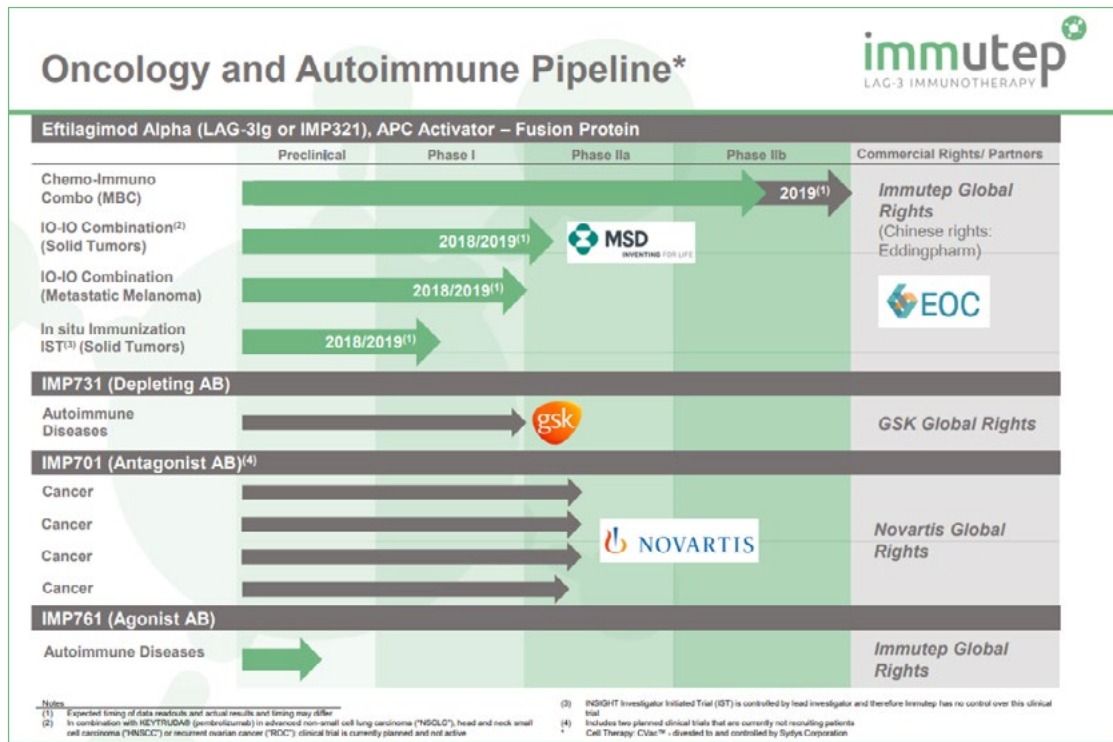 Oncology and Autoimmune Pipeline*
immutep
LAG-3 IMMUNOTHERAPY
Eftilagimod Alpha (LAG-3Ig or IMP321), APC Activator – Fusion Protein
Preclinical Phase I Phase IIa Phase IIb Commercial Rights/ Partners
Chemo-Immuno
Combo (MBC)
2019(1)
IO-IO Combination(2)
(Solid Tumors)
2018/2019(1)
MSD
INVENTING FOR LIFE
IO-IO Combination
(Metastatic Melanoma)
2018/2019(1)
In situ Immunization
IST(3) (Solid Tumors)
2018/2019(1)
Immutep Global
Rights
(Chinese rights:
Eddingpharm)
EOC
IMP731 (Depleting AB)
Autoimmune
Diseases
gsk
GSK Global Rights
IMP701 (Antagonist AB)(4)
Cancer
Cancer
Cancer
Cancer
NOVARTIS
Novartis Global
Rights
IMP761 (Agonist AB)
Autoimmune Diseases
Immutep Global
Rights
Notes
(1) Expected timing of data readouts and actual results and timing may differ
(2) In combination with KEYTRUDA® (pembrolizumab) in advanced non-small cell lung carcinoma ("NSCLC"), head and neck small
cell carcinoma ("HNSCC") or recurrent ovarian cancer ("ROC"); clinical trial is currently planned and not active
(3) INSIGHT Investigator Initiated Trial (IST) is controlled by lead investigator and therefore Immutep has no control over this clinical
trial
(4) Includes two planned clinical trials that are currently not recruiting patients
* Cell Therapy: CVac™ - divested to and controlled by Sydys Corporation